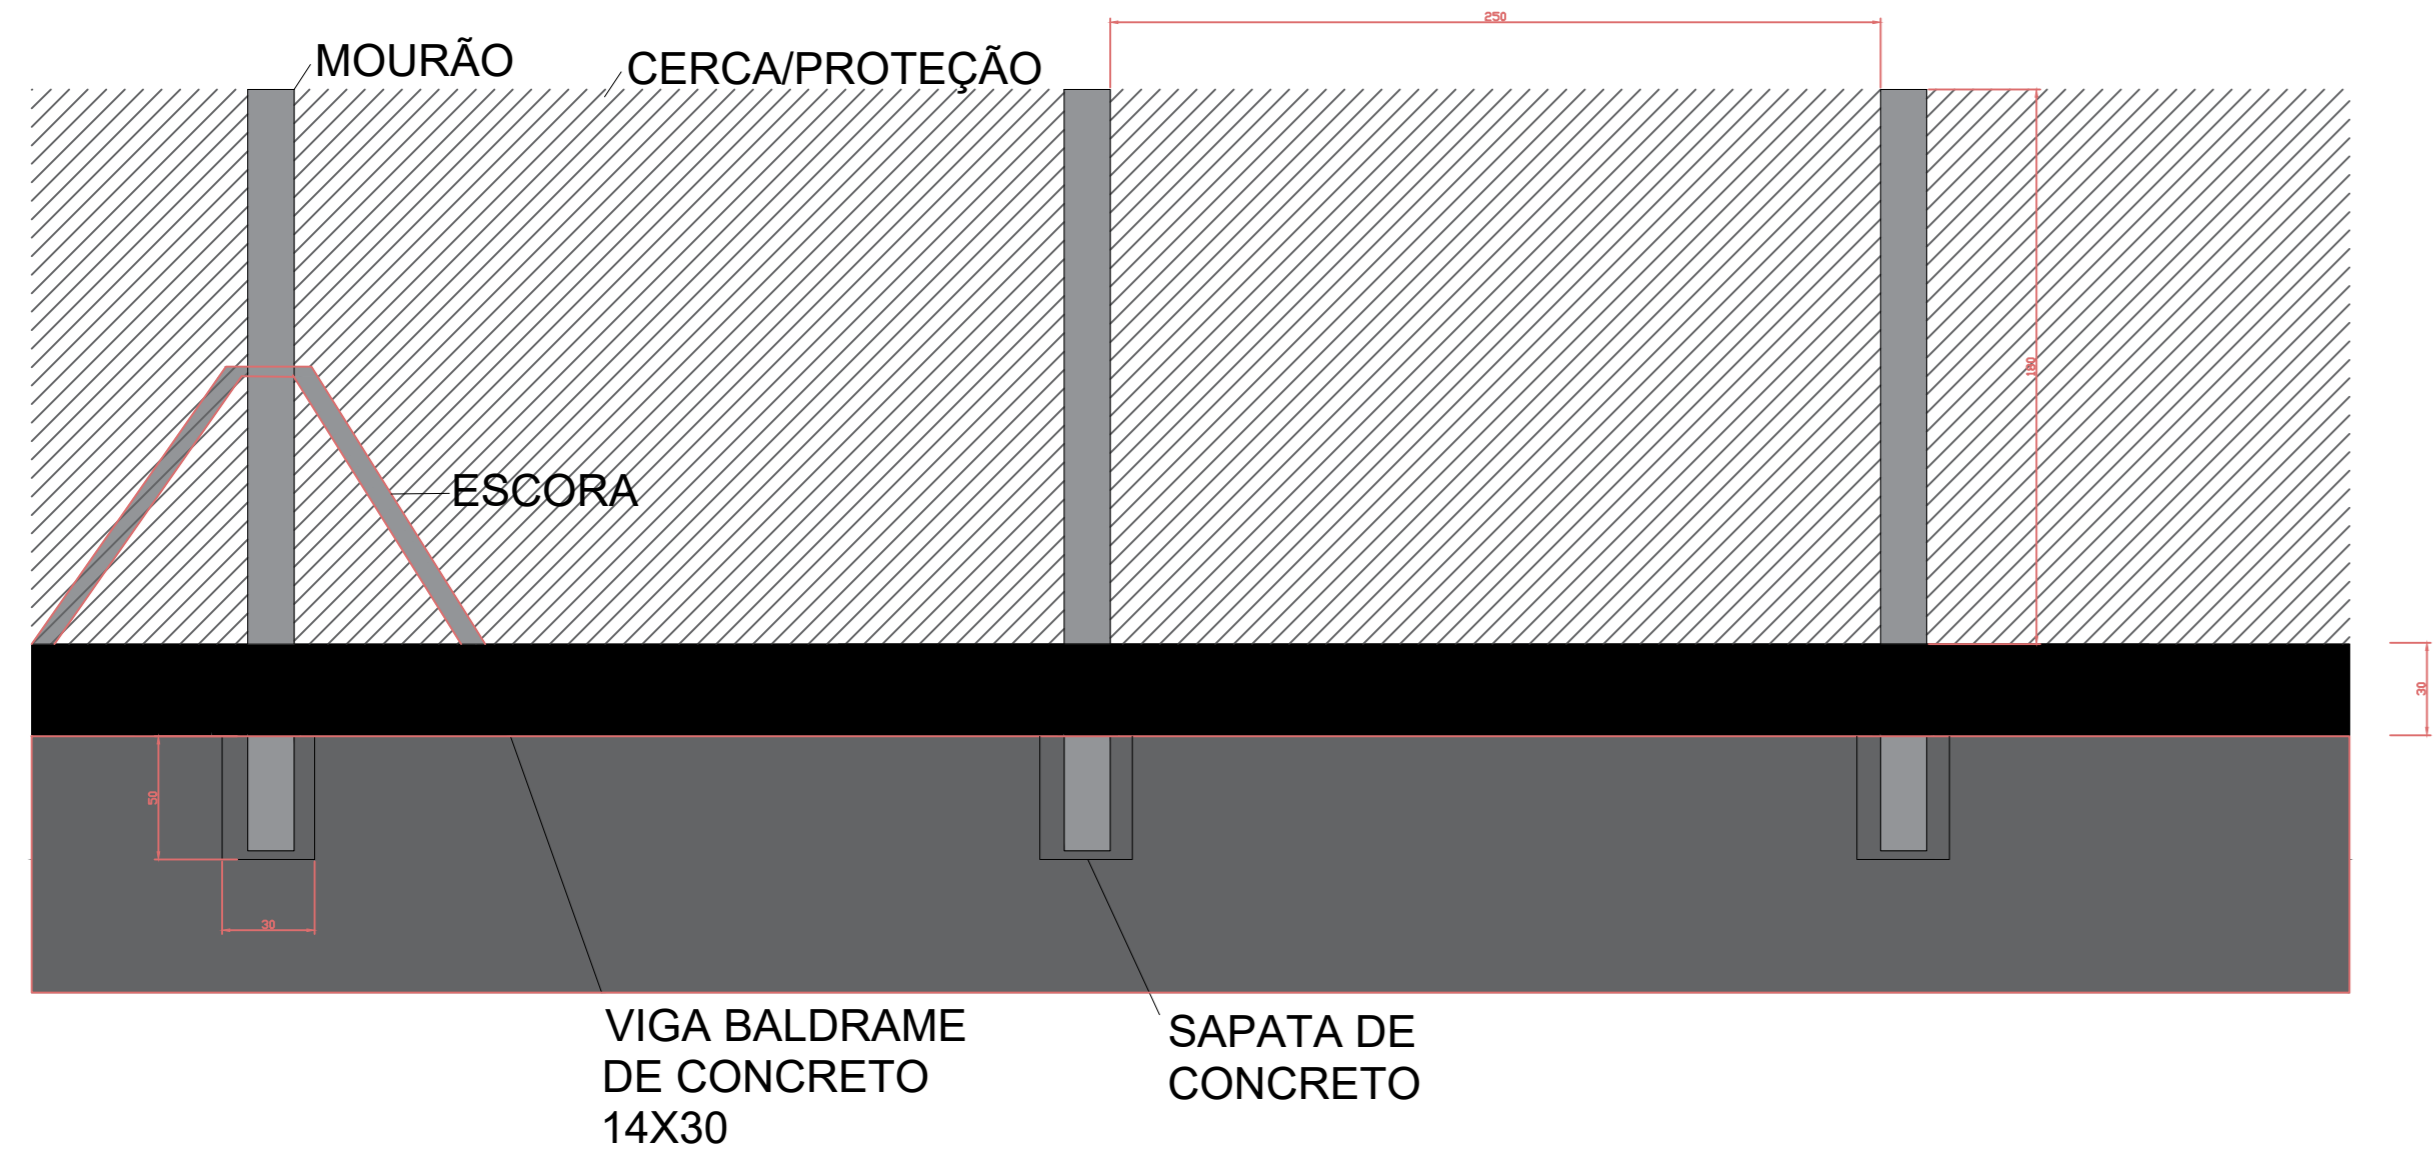 250
MOURÃO
CERCA/PROTEÇÃO
180
ESCORA
30
50
30
VIGA BALDRAME
DE CONCRETO
14X30
SAPATA DE
CONCRETO